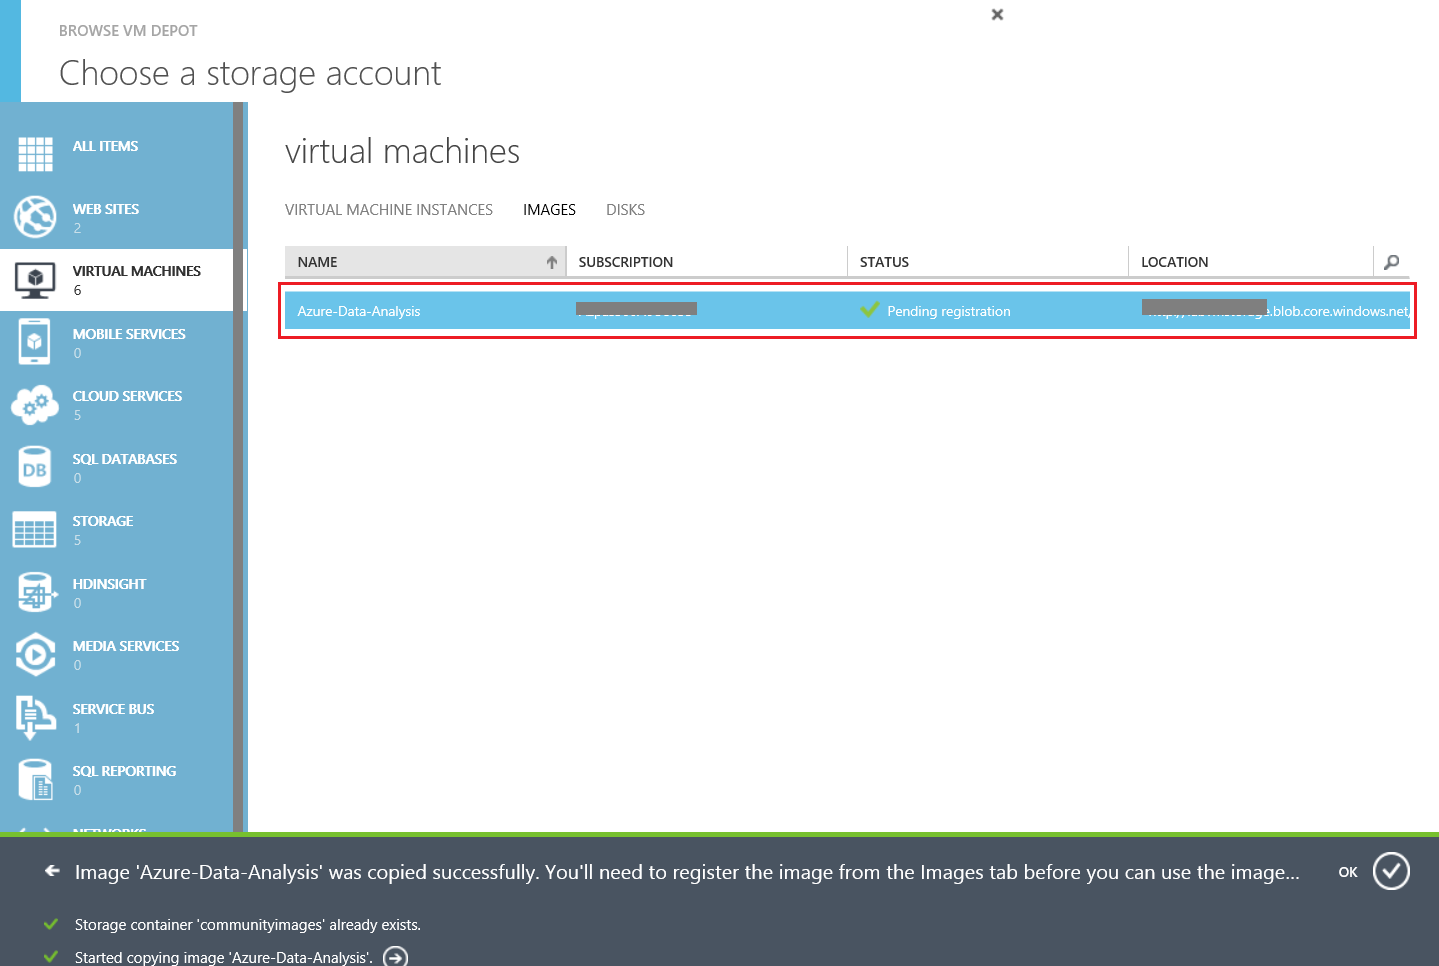 BROWSE VM DEPOT
Choose a storage account
ALL ITEMS
WEB SITES
2
VIRTUAL MACHINES
6
MOBILE SERVICES
0
CLOUD SERVICES
5
SQL DATABASES
0
DB
STORAGE
5
HDINSIGHT
0
MEDIA SERVICES
0
SERVICE BUS
1
SQL REPORTING
0
NETWORKS
virtual machines
VIRTUAL MACHINE INSTANCES IMAGES DISKS
NAME SUBSCRIPTION STATUS LOCATION
Azure-Data-Analysis Pending registration .blob.core.windows.net/
Image 'Azure-Data-Analysis' was copied successfully. You'll need to register the image from the Images tab before you can use the image... OK
Storage container 'communityimages' already exists.
Started copying image 'Azure-Data-Analysis'.